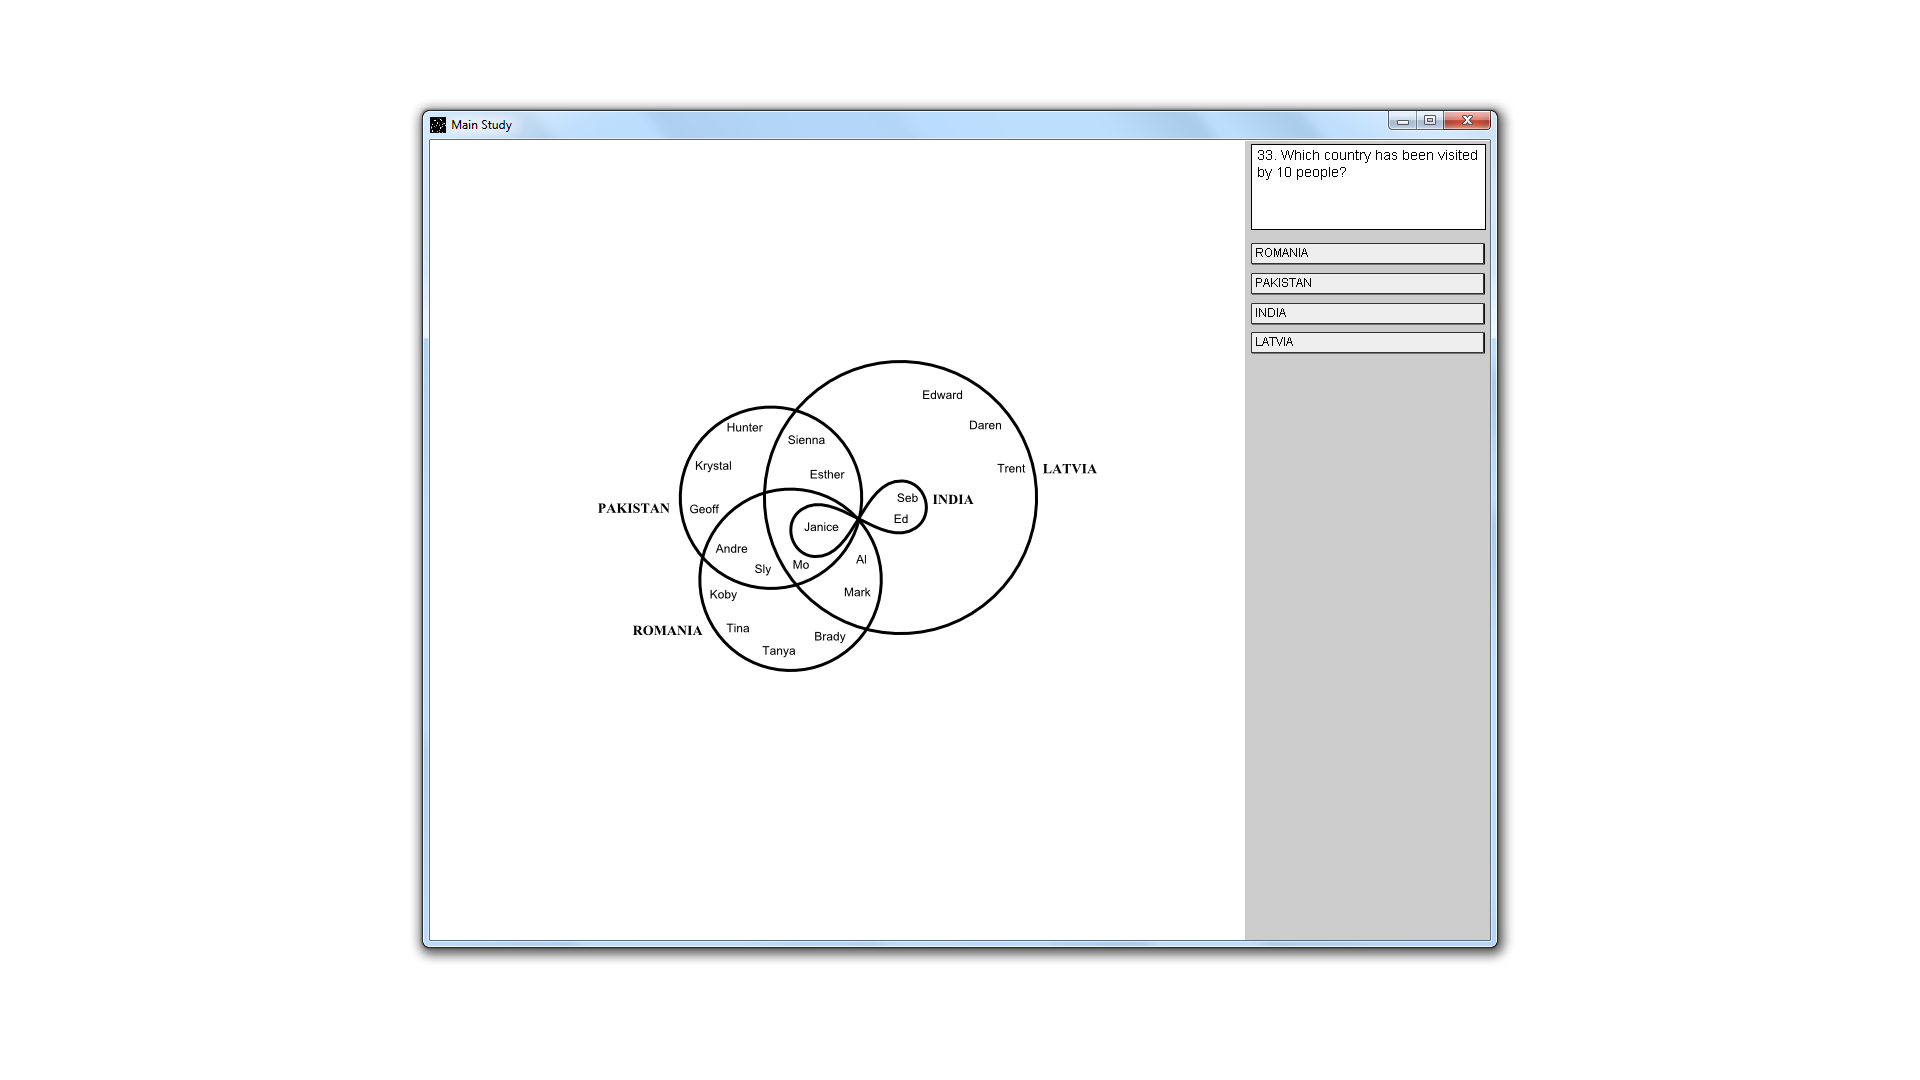 Main Study
33. Which country has been visited
by 10 people?
ROMANIA
PAKISTAN
INDIA
LATVIA
Edward
Daren
Hunter
Sienna
Krystal
Trent
LATVIA
Esther
Seb
INDIA
PAKISTAN
Geoff
Ed
Janice
Andre
Al
Sly
Mo
Koby
Mark
ROMANIA
Tina
Brady
Tanya